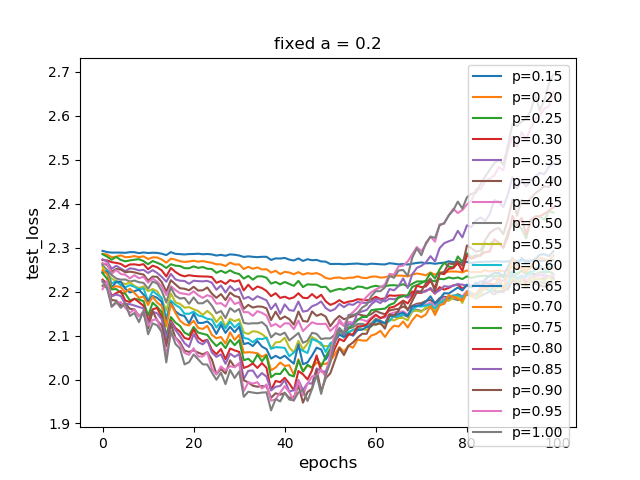 fixed a = 0.2
test_loss
2.7
2.6
2.5
2.4
2.3
2.2
2.1
2.0
1.9
0 20 40 60 80 100
epochs
p=0.15
p=0.20
p=0.25
p=0.30
p=0.35
p=0.40
p=0.45
p=0.50
p=0.55
p=0.60
p=0.65
p=0.70
p=0.75
p=0.80
p=0.85
p=0.90
p=0.95
p=1.00